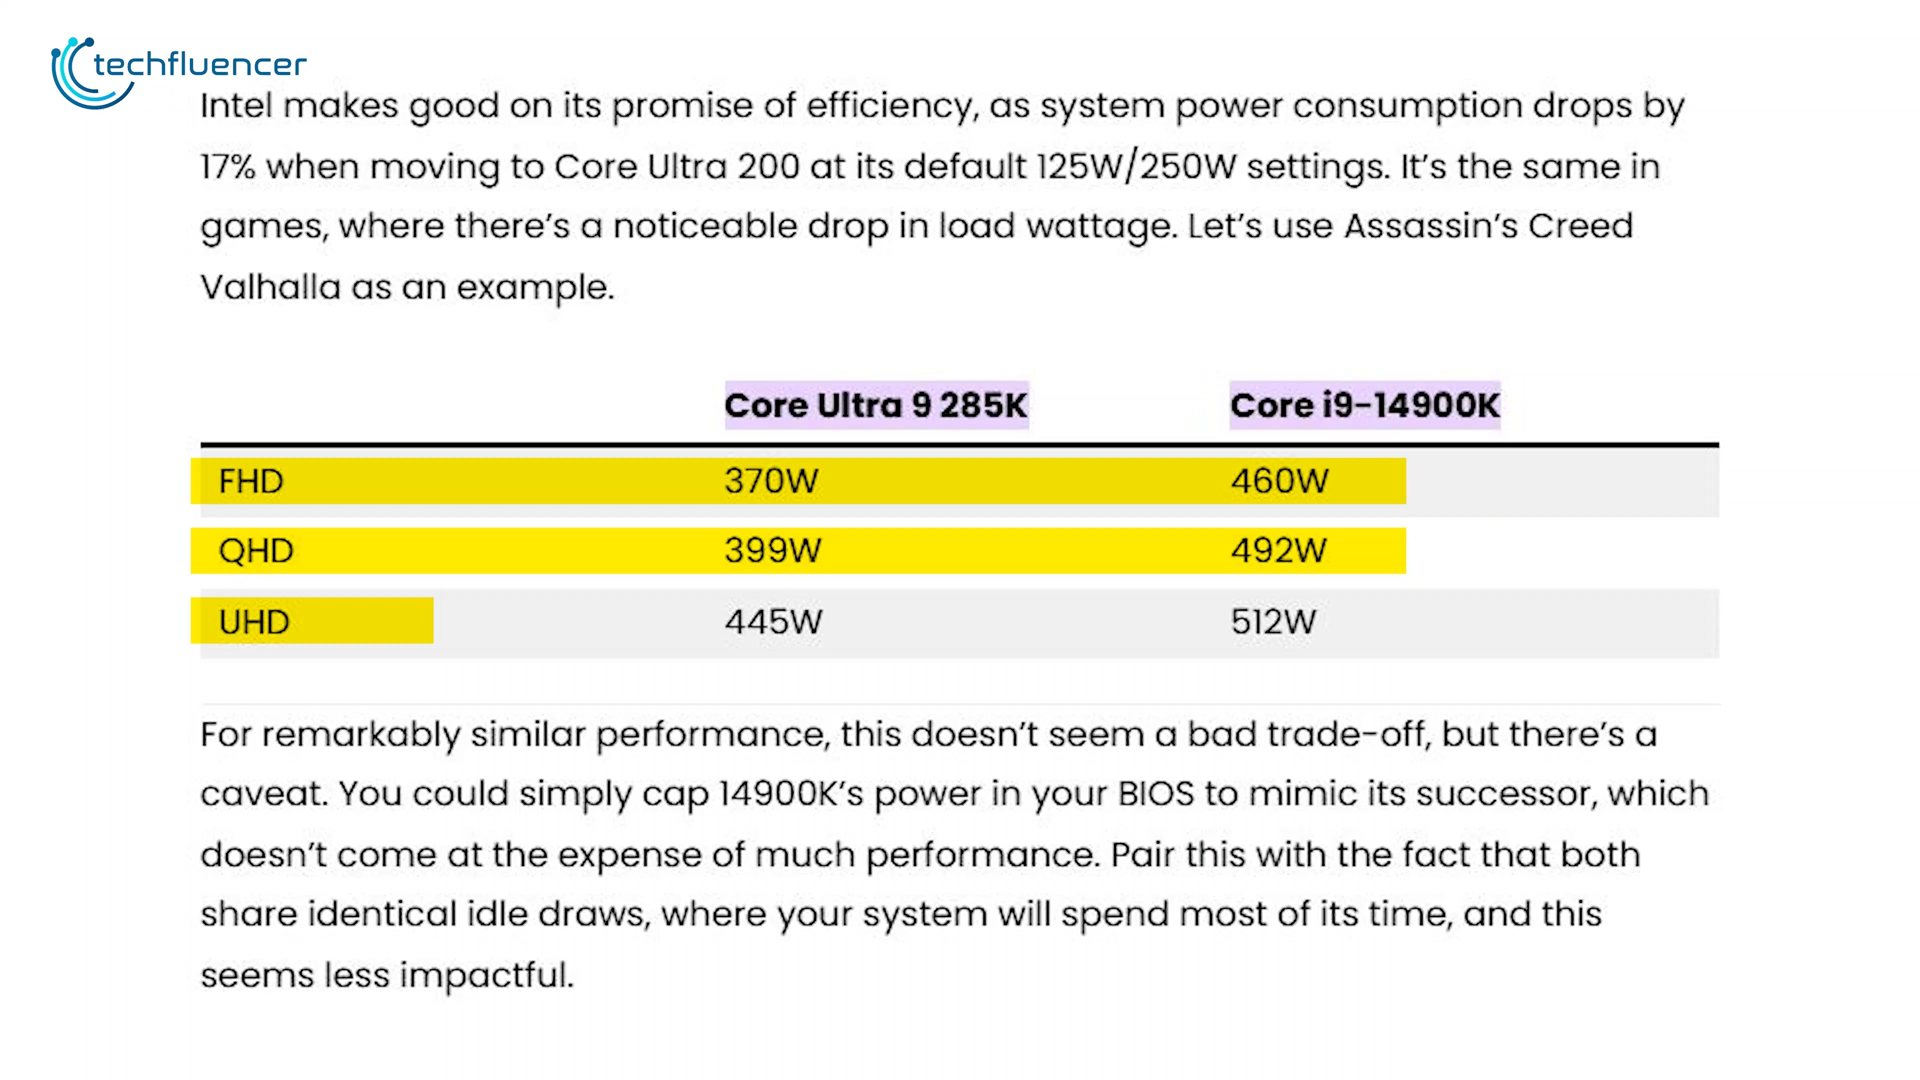 techfluencer
Intel makes good on its promise of efficiency, as system power consumption drops by
17% when moving to Core Ultra 200 at its default 125W/250W settings. It’s the same in
games, where there’s a noticeable drop in load wattage. Let’s use Assassin’s Creed
Valhalla as an example.
Core Ultra 9 285K Core i9-14900K
FHD 370W 460W
QHD 399W 492W
UHD 445W 512W
For remarkably similar performance, this doesn’t seem a bad trade-off, but there’s a
caveat. You could simply cap 14900K’s power in your BIOS to mimic its successor, which
doesn’t come at the expense of much performance. Pair this with the fact that both
share identical idle draws, where your system will spend most of its time, and this
seems less impactful.